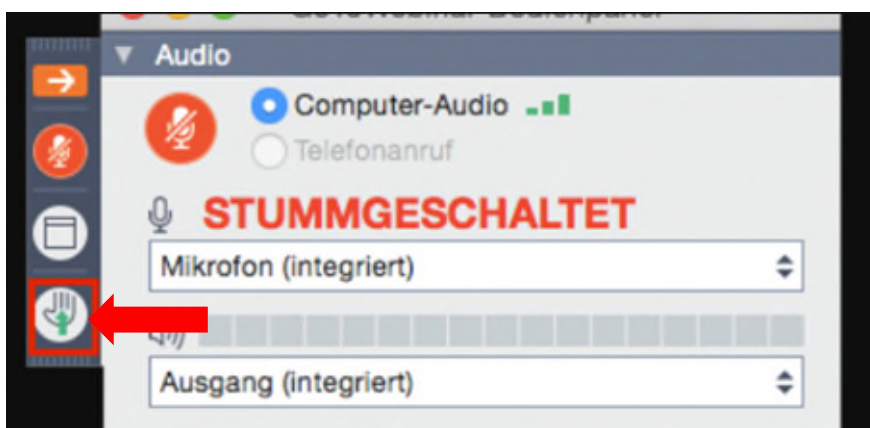 Audio
Computer-Audio
Telefonanruf
STUMMGESCHALTET
Mikrofon (integriert)
Ausgang (integriert)